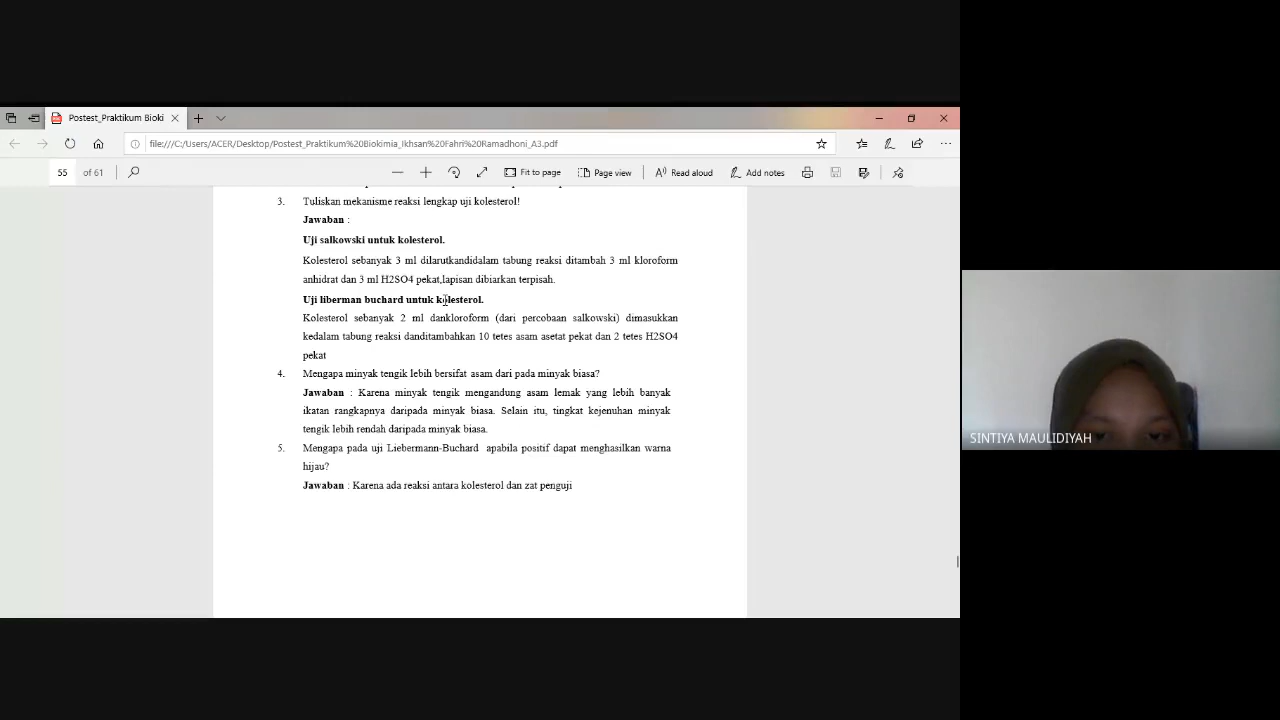 Postest_Praktikum Bioki
file:///C:/Users/ACER/Desktop/Postest_Praktikum%20Biokimia_Ikhsan%20Fahri%20Ramadhoni_A3.pdf
55 of 61 Fit to page Page view Read aloud Add notes
3. Tuliskan mekanisme reaksi lengkap uji kolesterol!
Jawaban :
Uji salkowski untuk kolesterol.
Kolesterol sebanyak 3 ml dilarutkandidalam tabung reaksi ditambah 3 ml kloroform
anhidrat dan 3 ml H2SO4 pekat,lapisan dibiarkan terpisah.
Uji liberman buchard untuk kolesterol.
Kolesterol sebanyak 2 ml dankloroform (dari percobaan salkowski) dimasukkan
kedalam tabung reaksi danditambahkan 10 tetes asam asetat pekat dan 2 tetes H2SO4
pekat
4. Mengapa minyak tengik lebih bersifat asam dari pada minyak biasa?
Jawaban : Karena minyak tengik mengandung asam lemak yang lebih banyak
ikatan rangkapnya daripada minyak biasa. Selain itu, tingkat kejenuhan minyak
tengik lebih rendah daripada minyak biasa.
5. Mengapa pada uji Liebermann-Buchard apabila positif dapat menghasilkan warna
hijau?
Jawaban : Karena ada reaksi antara kolesterol dan zat penguji
SINTIYA MAULIDIYAH